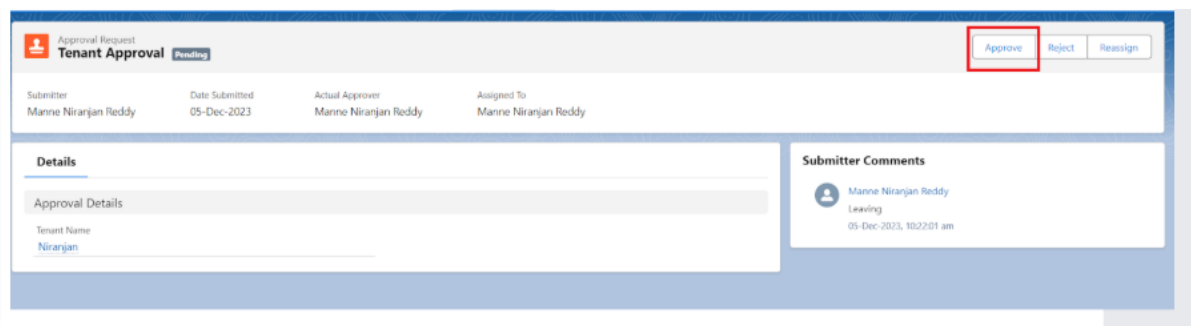 Approval Request
Tenant Approval Pending
Approve Reject Reassign
Submitter Date Submitted Actual Approver Assigned To
Manne Niranjan Reddy 05-Dec-2023 Manne Niranjan Reddy Manne Niranjan Reddy
Details
Approval Details
Tenant Name
Niranjan
Submitter Comments
Manne Niranjan Reddy
Leaving
05-Dec-2023, 10:22:01 am